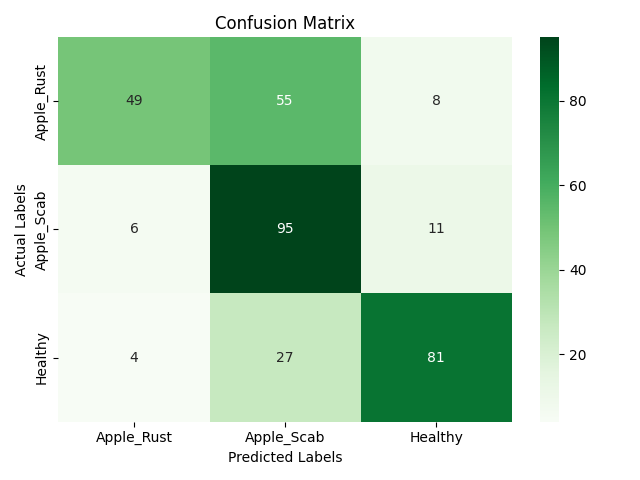 Confusion Matrix
Actual Labels
Apple_Rust
49 55 8
Apple_Scab
6 95 11
Healthy
4 27 81
Apple_Rust Apple_Scab Healthy
Predicted Labels
80
60
40
20